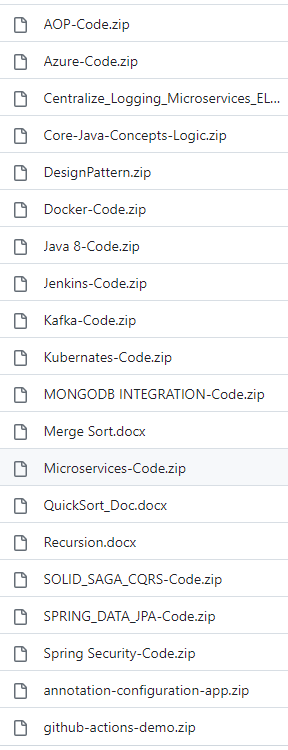 AOP-Code.zip
Azure-Code.zip
Centralize_Logging_Microservices_EL...
Core-Java-Concepts-Logic.zip
DesignPattern.zip
Docker-Code.zip
Java 8-Code.zip
Jenkins-Code.zip
Kafka-Code.zip
Kubernates-Code.zip
MONGODB INTEGRATION-Code.zip
Merge Sort.docx
Microservices-Code.zip
QuickSort_Doc.docx
Recursion.docx
SOLID_SAGA_CQRS-Code.zip
SPRING_DATA_JPA-Code.zip
Spring Security-Code.zip
annotation-configuration-app.zip
github-actions-demo.zip